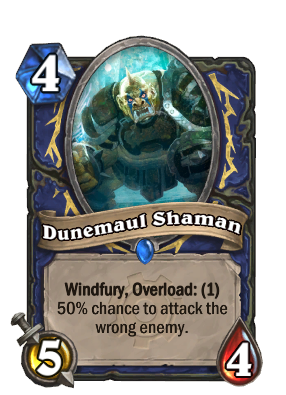 4
Dunemaul Shaman
Windfury, Overload: (1)
50% chance to attack the
wrong enemy.
5
4